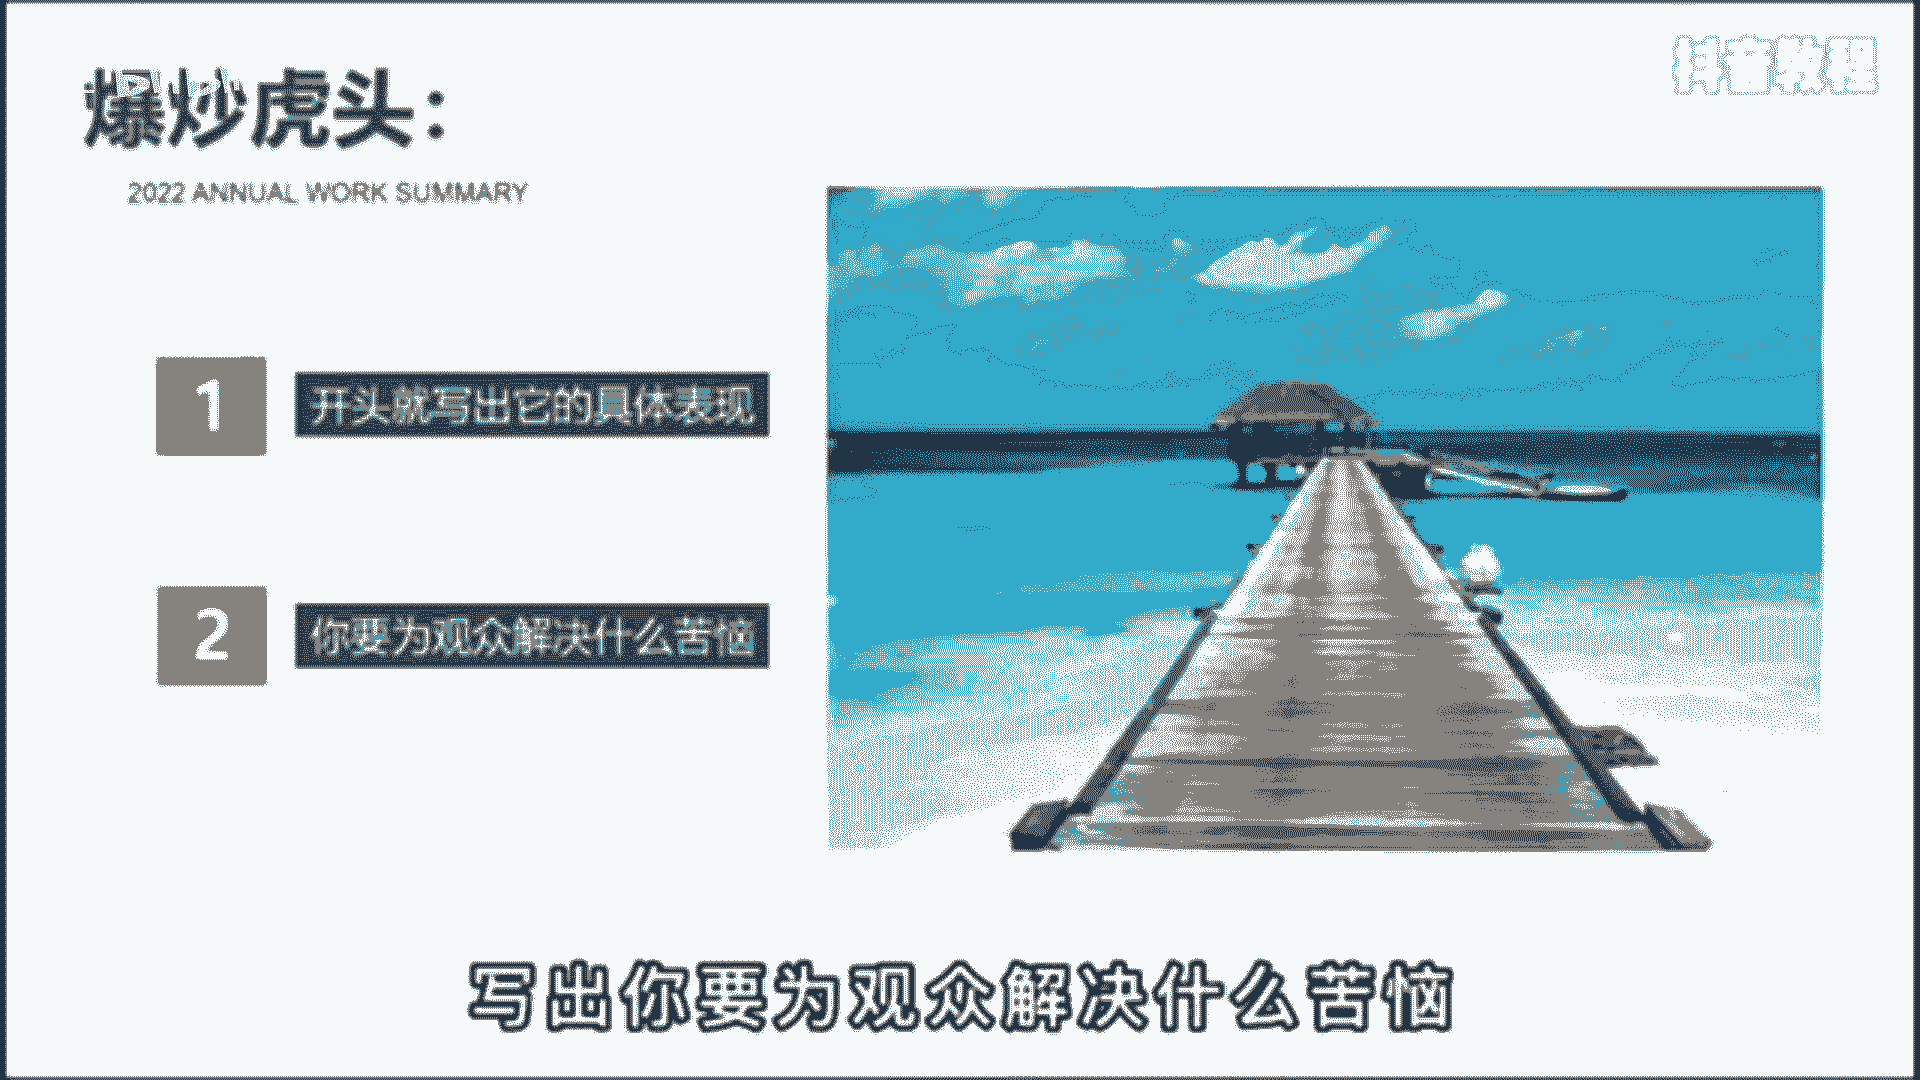 爆炒虎头：
抖音教程
2022 ANNUAL WORK SUMMARY
1
开头就写出它的具体表现
2
你要为观众解决什么苦恼
写出你要为观众解决什么苦恼